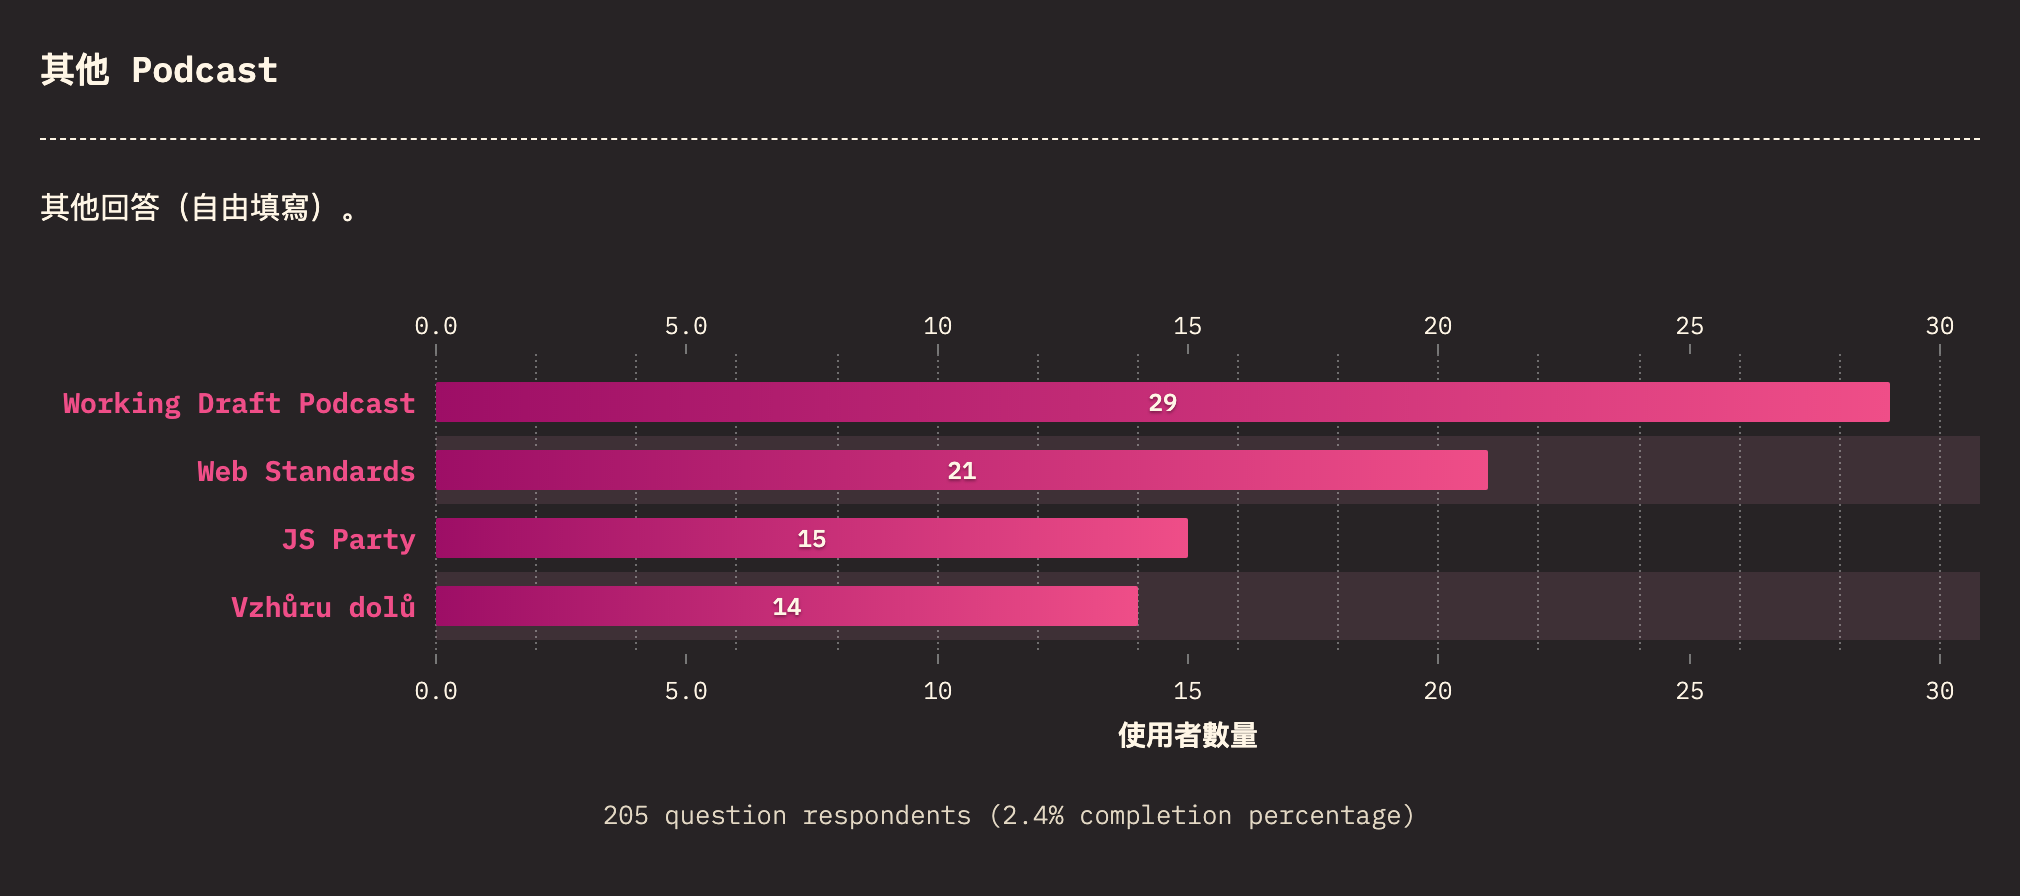 其他 Podcast
其他回答（自由填寫）。
0.0 5.0 10 15 20 25 30
Working Draft Podcast 29
Web Standards 21
JS Party 15
Vzhůru dolů 14
0.0 5.0 10 15 20 25 30
使用者數量
205 question respondents (2.4% completion percentage)